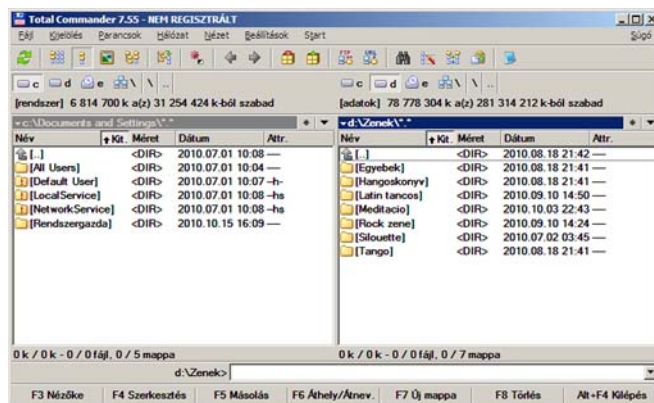 Total Commander 7.55 - NEM REGISZTRÁLT
Fájl Kijelölés Parancsok Hálózat Nézet Beállítások Start Súgó
c d e \ \ ..
c d e \ \ ..
[rendszer] 6 814 700 k a(z) 31 254 424 k-ból szabad
[adatok] 78 778 304 k a(z) 281 314 212 k-ból szabad
c:\Documents and Settings\*.* * ▼
d:\Zenek\*.* * ▼
Név Kit. Méret Dátum Attr.
[..] <DIR> 2010.07.01 10:08 ––
[All Users] <DIR> 2010.07.01 10:04 ––
[Default User] <DIR> 2010.07.01 10:07 –h-
[LocalService] <DIR> 2010.07.01 10:08 –hs
[NetworkService] <DIR> 2010.07.01 10:08 –hs
[Rendszergazda] <DIR> 2010.10.15 16:09 ––
Név Kit. Méret Dátum Attr.
[..] <DIR> 2010.08.18 21:42 ––
[Egyebek] <DIR> 2010.08.18 21:41 ––
[Hangoskonyv] <DIR> 2010.08.18 21:41 ––
[Latin tancos] <DIR> 2010.09.10 14:50 ––
[Meditacio] <DIR> 2010.10.03 22:43 ––
[Rock zene] <DIR> 2010.09.10 14:24 ––
[Silouette] <DIR> 2010.07.02 03:45 ––
[Tango] <DIR> 2010.08.18 21:41 ––
0 k / 0 k - 0 / 0 fájl, 0 / 5 mappa
0 k / 0 k - 0 / 0 fájl, 0 / 7 mappa
d:\Zenek>
F3 Nézőke F4 Szerkesztés F5 Másolás F6 Áthely/Átnev. F7 Új mappa F8 Törlés Alt+F4 Kilépés